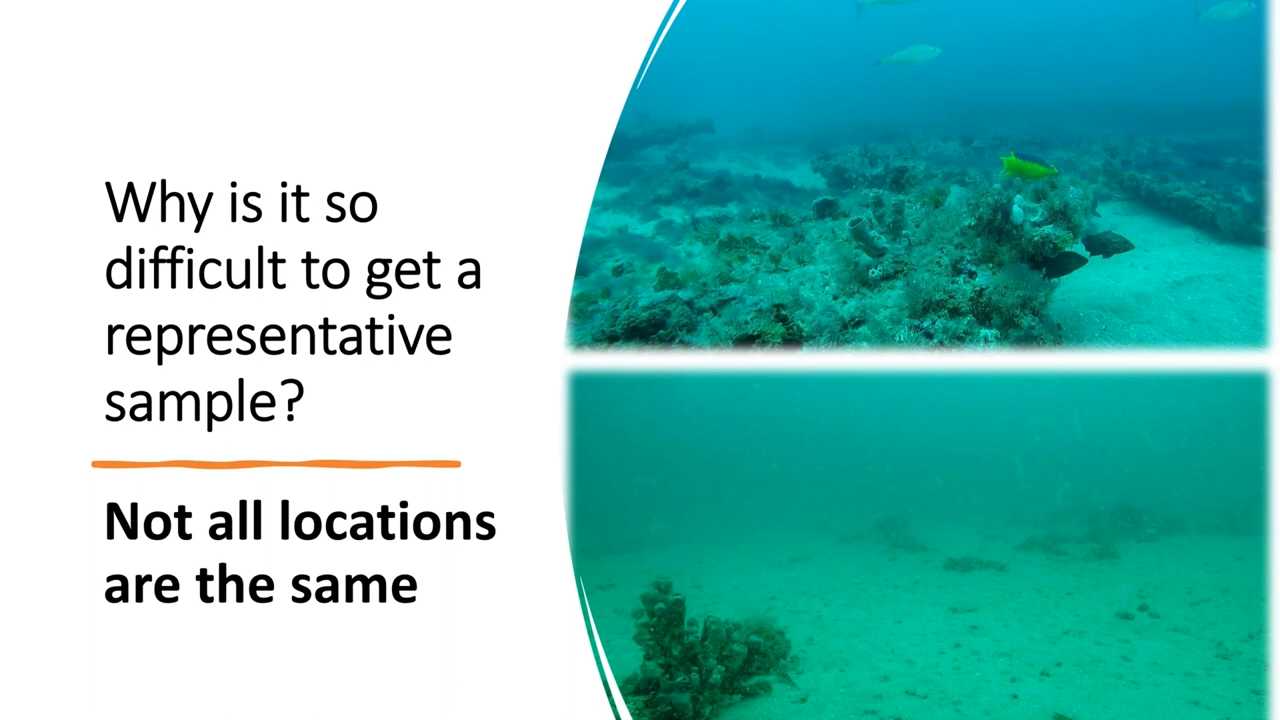 Why is it so
difficult to get a
representative
sample?
Not all locations
are the same